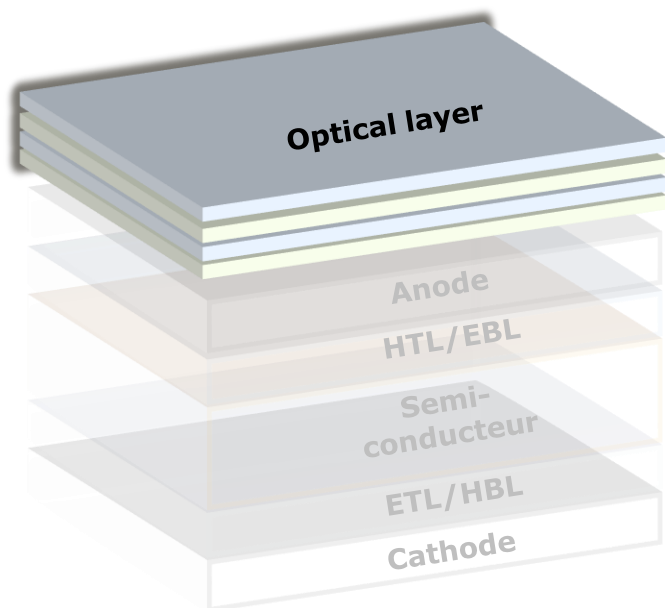 Optical layer
Anode
HTL/EBL
Semi-
conducteur
ETL/HBL
Cathode